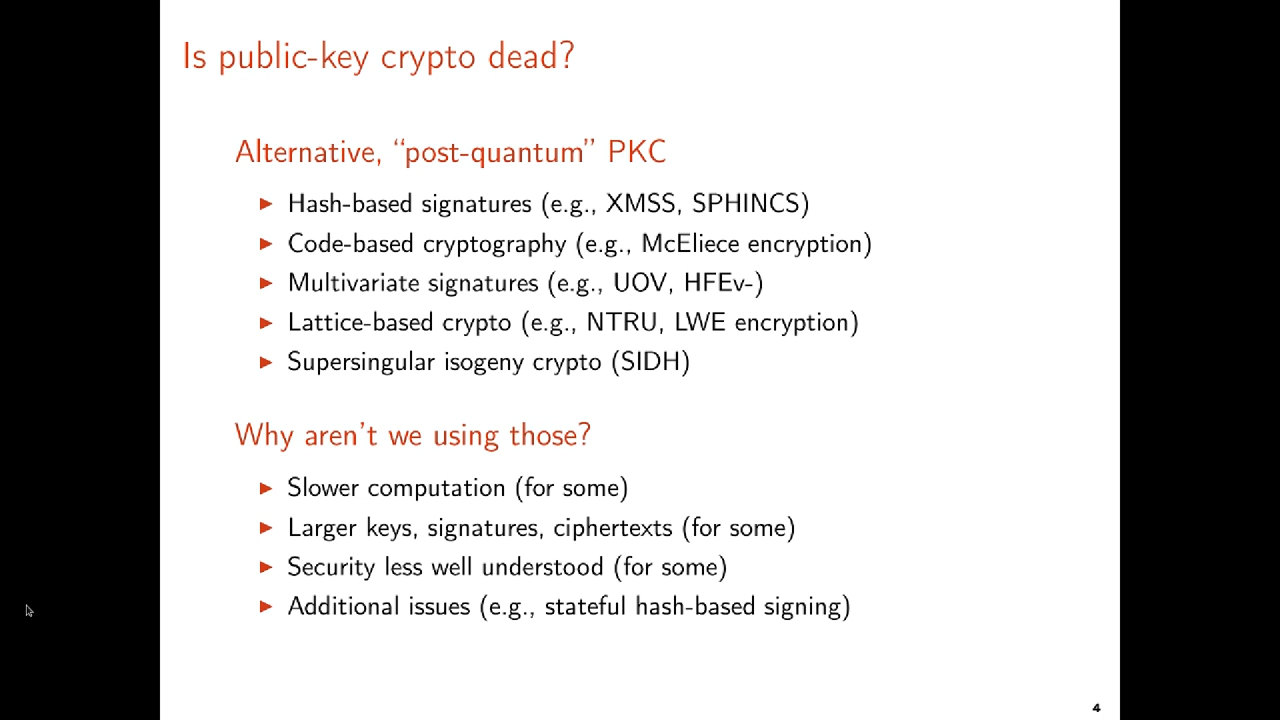 Is public-key crypto dead?
Alternative, “post-quantum” PKC
Hash-based signatures (e.g., XMSS, SPHINCS)
Code-based cryptography (e.g., McEliece encryption)
Multivariate signatures (e.g., UOV, HFEv-)
Lattice-based crypto (e.g., NTRU, LWE encryption)
Supersingular isogeny crypto (SIDH)
Why aren't we using those?
Slower computation (for some)
Larger keys, signatures, ciphertexts (for some)
Security less well understood (for some)
Additional issues (e.g., stateful hash-based signing)
4